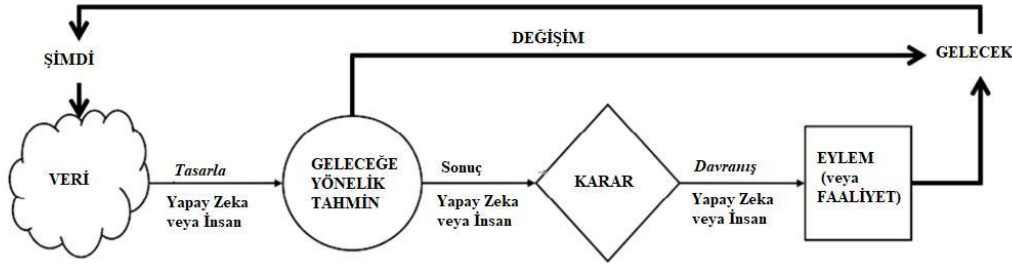 DEĞİŞİM
ŞİMDİ
GELECEK
VERİ
Tasarla
Yapay Zeka
veya İnsan
GELECEĞE
YÖNELİK
TAHMİN
Sonuç
Yapay Zeka
veya İnsan
KARAR
Davranış
Yapay Zeka
veya İnsan
EYLEM
(veya
FAALİYET)